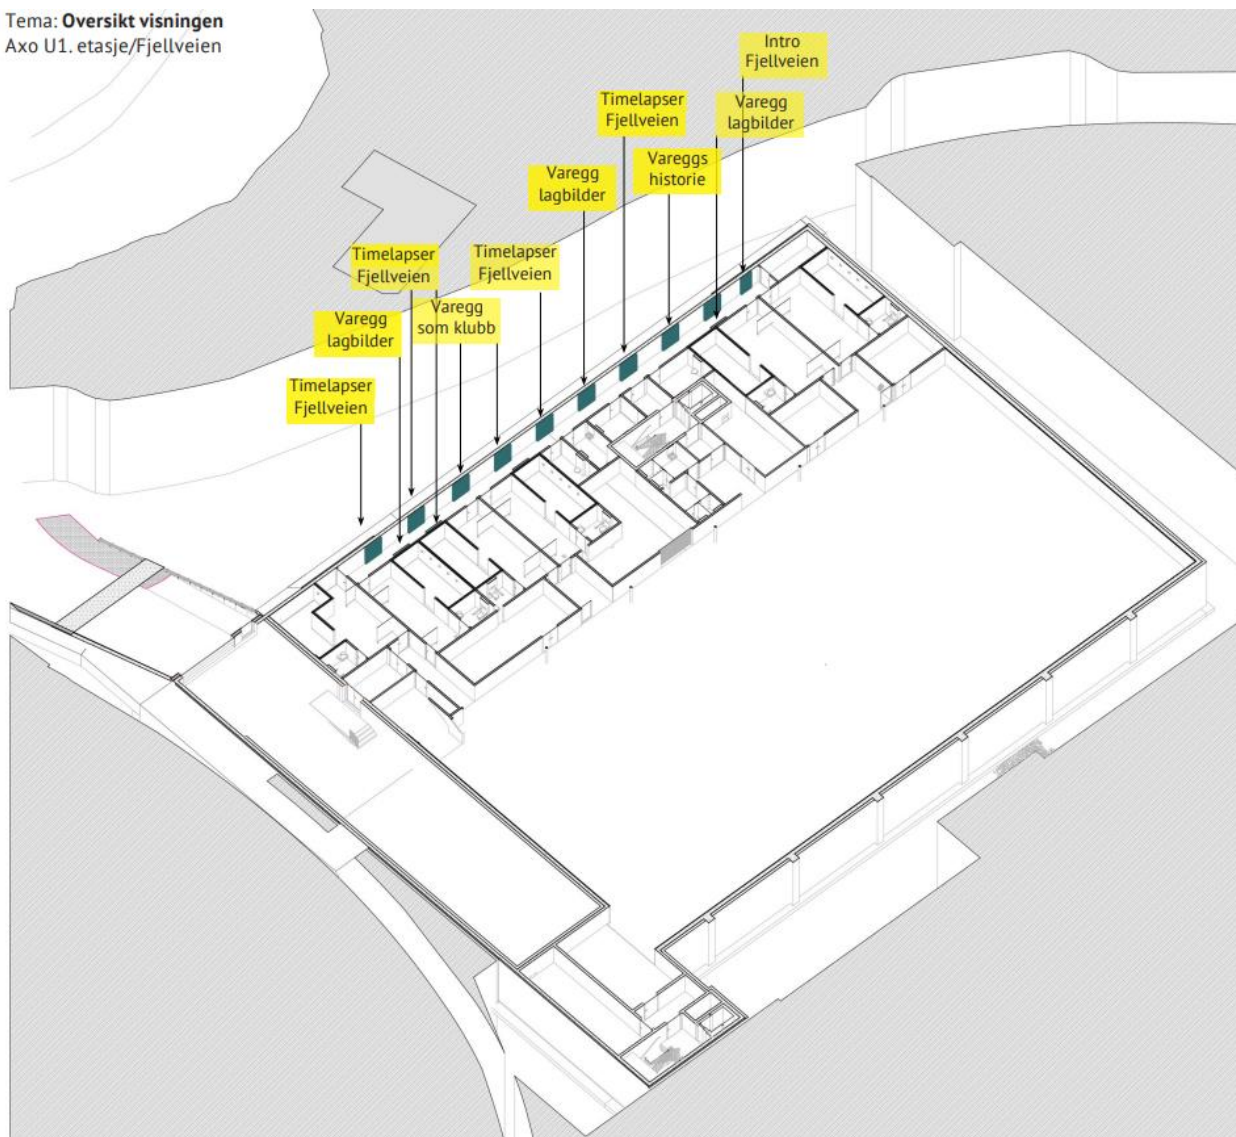 Tema: Oversikt visningen
Axo U1. etasje/Fjellveien
Intro
Fjellveien
Timelapser
Fjellveien
Varegg
lagbilder
Vareggs
historie
Varegg
lagbilder
Timelapser
Fjellveien
Timelapser
Fjellveien
Varegg
som klubb
Varegg
lagbilder
Timelapser
Fjellveien